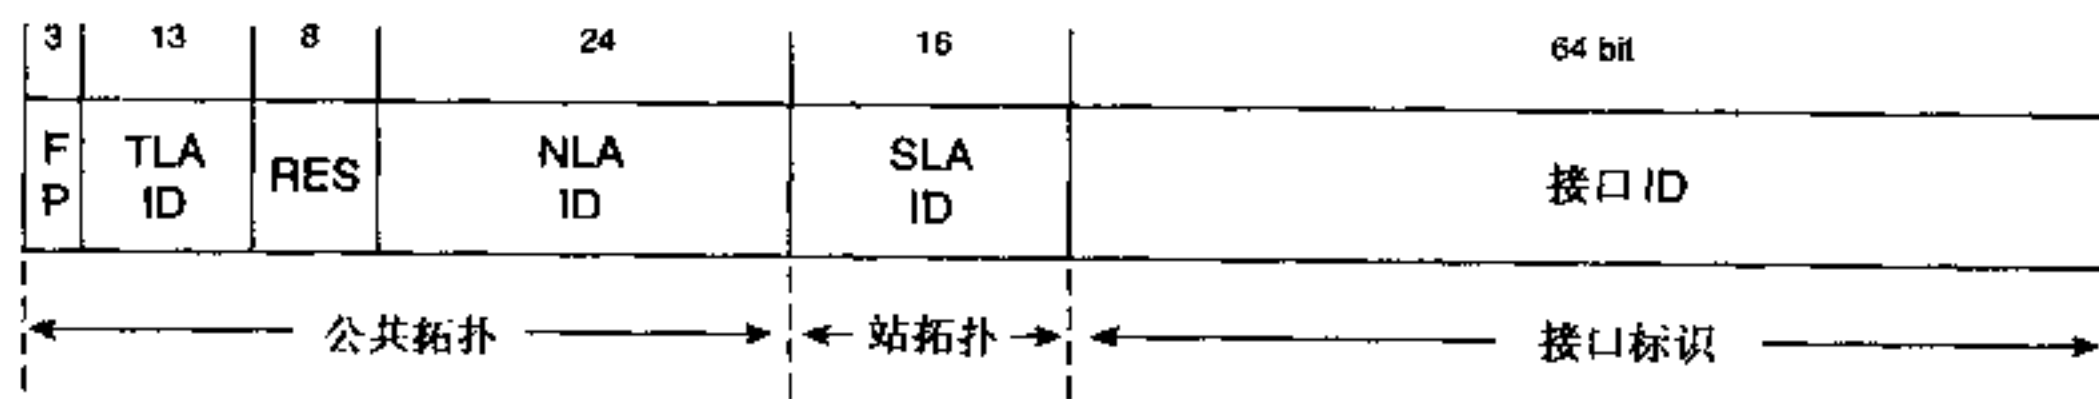 3 13 8 24 16 64 bit
F P TLA ID RES NLA ID SLA ID 接口 ID
公共拓扑 站拓扑 接口标识